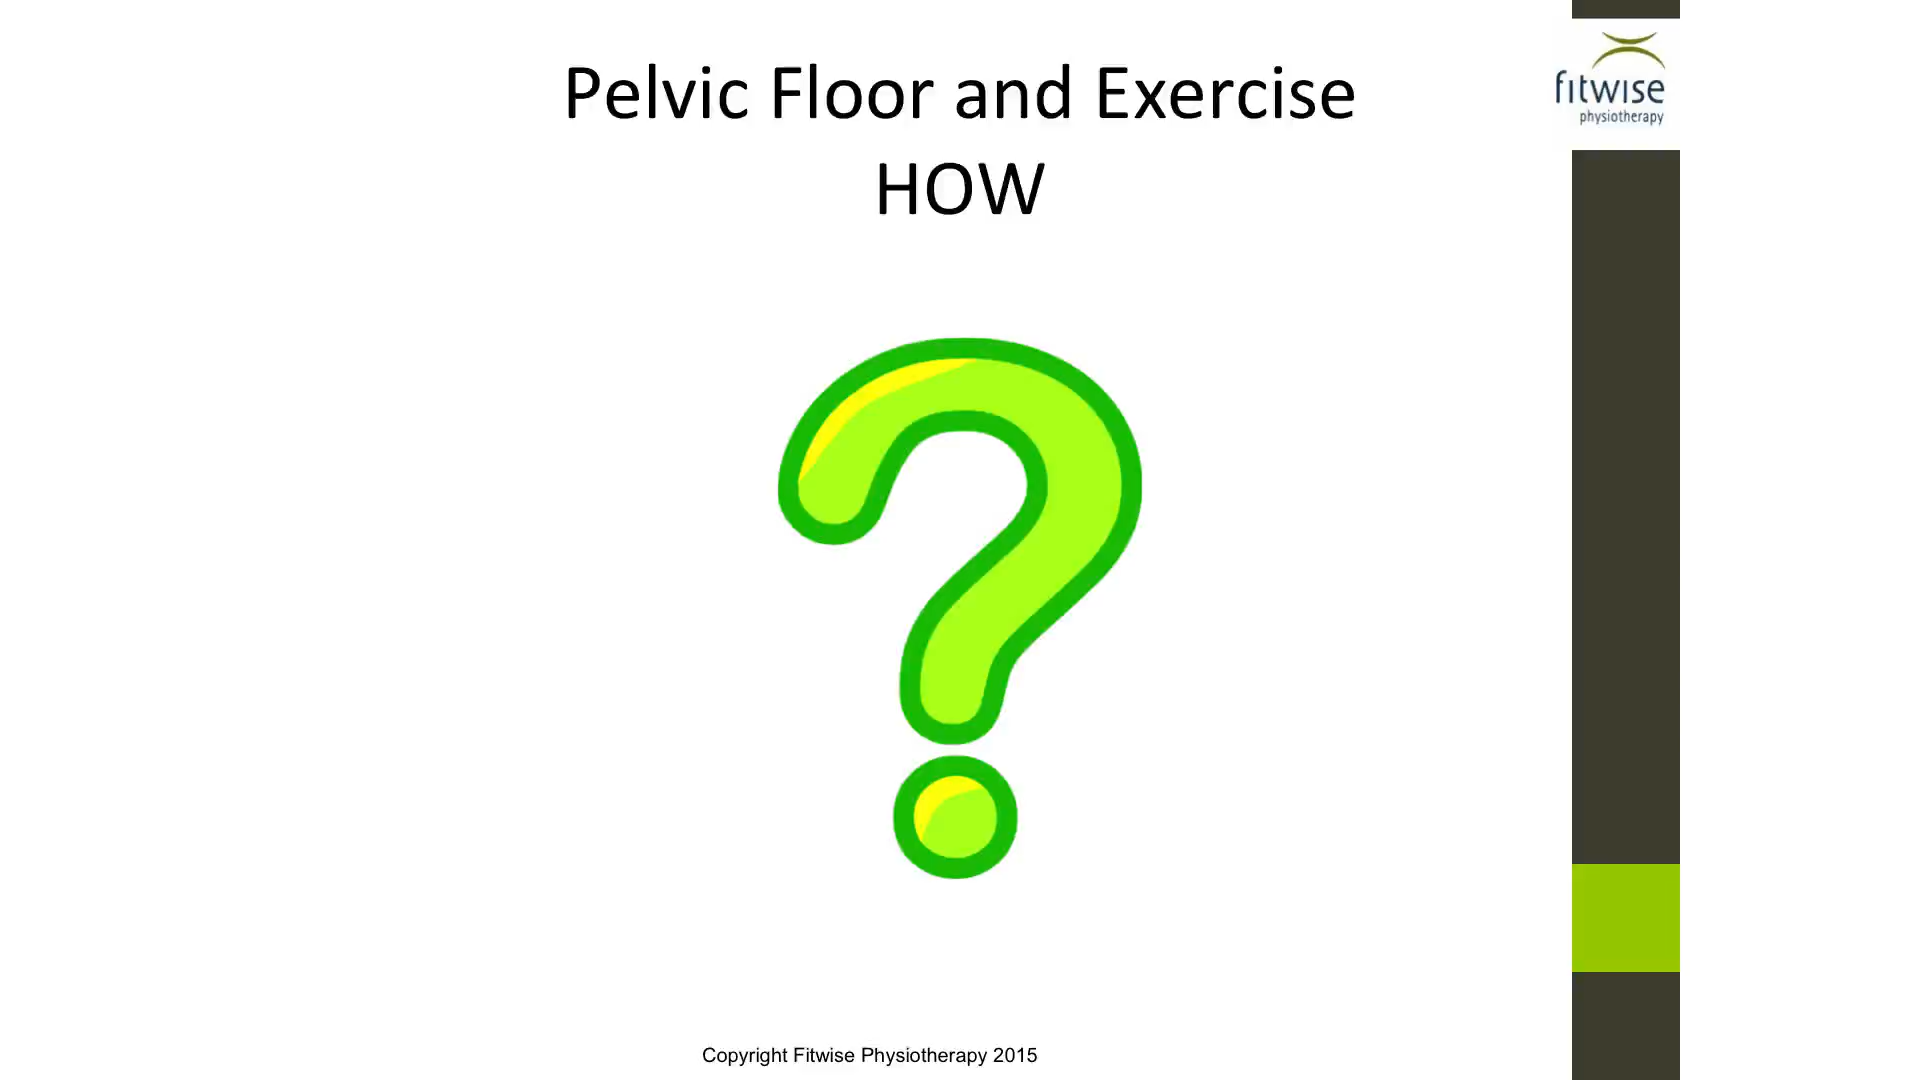 Pelvic Floor and Exercise
HOW
fitwise
physiotherapy
?
Copyright Fitwise Physiotherapy 2015